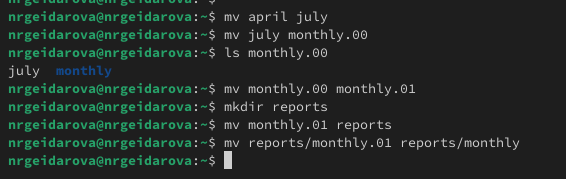 nrgeidarova@nrgeidarova:~$ mv april july
nrgeidarova@nrgeidarova:~$ mv july monthly.00
nrgeidarova@nrgeidarova:~$ ls monthly.00
july  monthly
nrgeidarova@nrgeidarova:~$ mv monthly.00 monthly.01
nrgeidarova@nrgeidarova:~$ mkdir reports
nrgeidarova@nrgeidarova:~$ mv monthly.01 reports
nrgeidarova@nrgeidarova:~$ mv reports/monthly.01 reports/monthly
nrgeidarova@nrgeidarova:~$